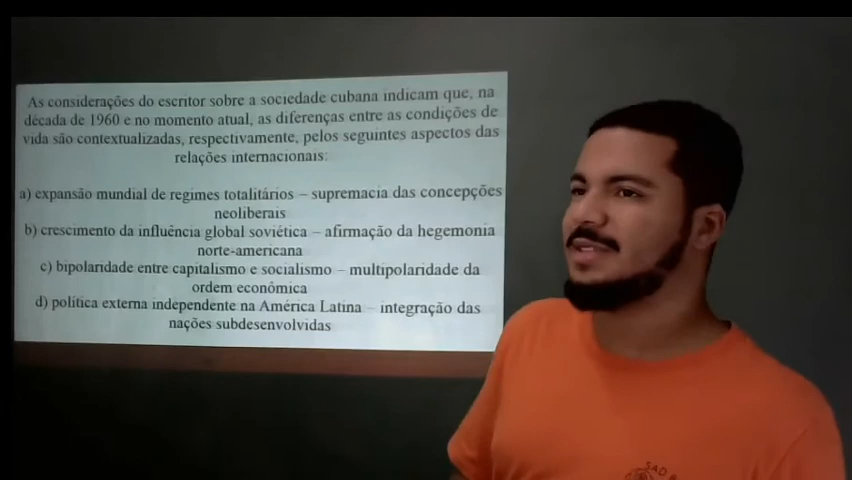 As considerações do escritor sobre a sociedade cubana indicam que, na
década de 1960 e no momento atual, as diferenças entre as condições de
vida são contextualizadas, respectivamente, pelos seguintes aspectos das
relações internacionais:
a) expansão mundial de regimes totalitários – supremacia das concepções
neoliberais
b) crescimento da influência global soviética – afirmação da hegemonia
norte-americana
c) bipolaridade entre capitalismo e socialismo – multipolaridade da
ordem econômica
d) política externa independente na América Latina – integração das
nações subdesenvolvidas
SAD